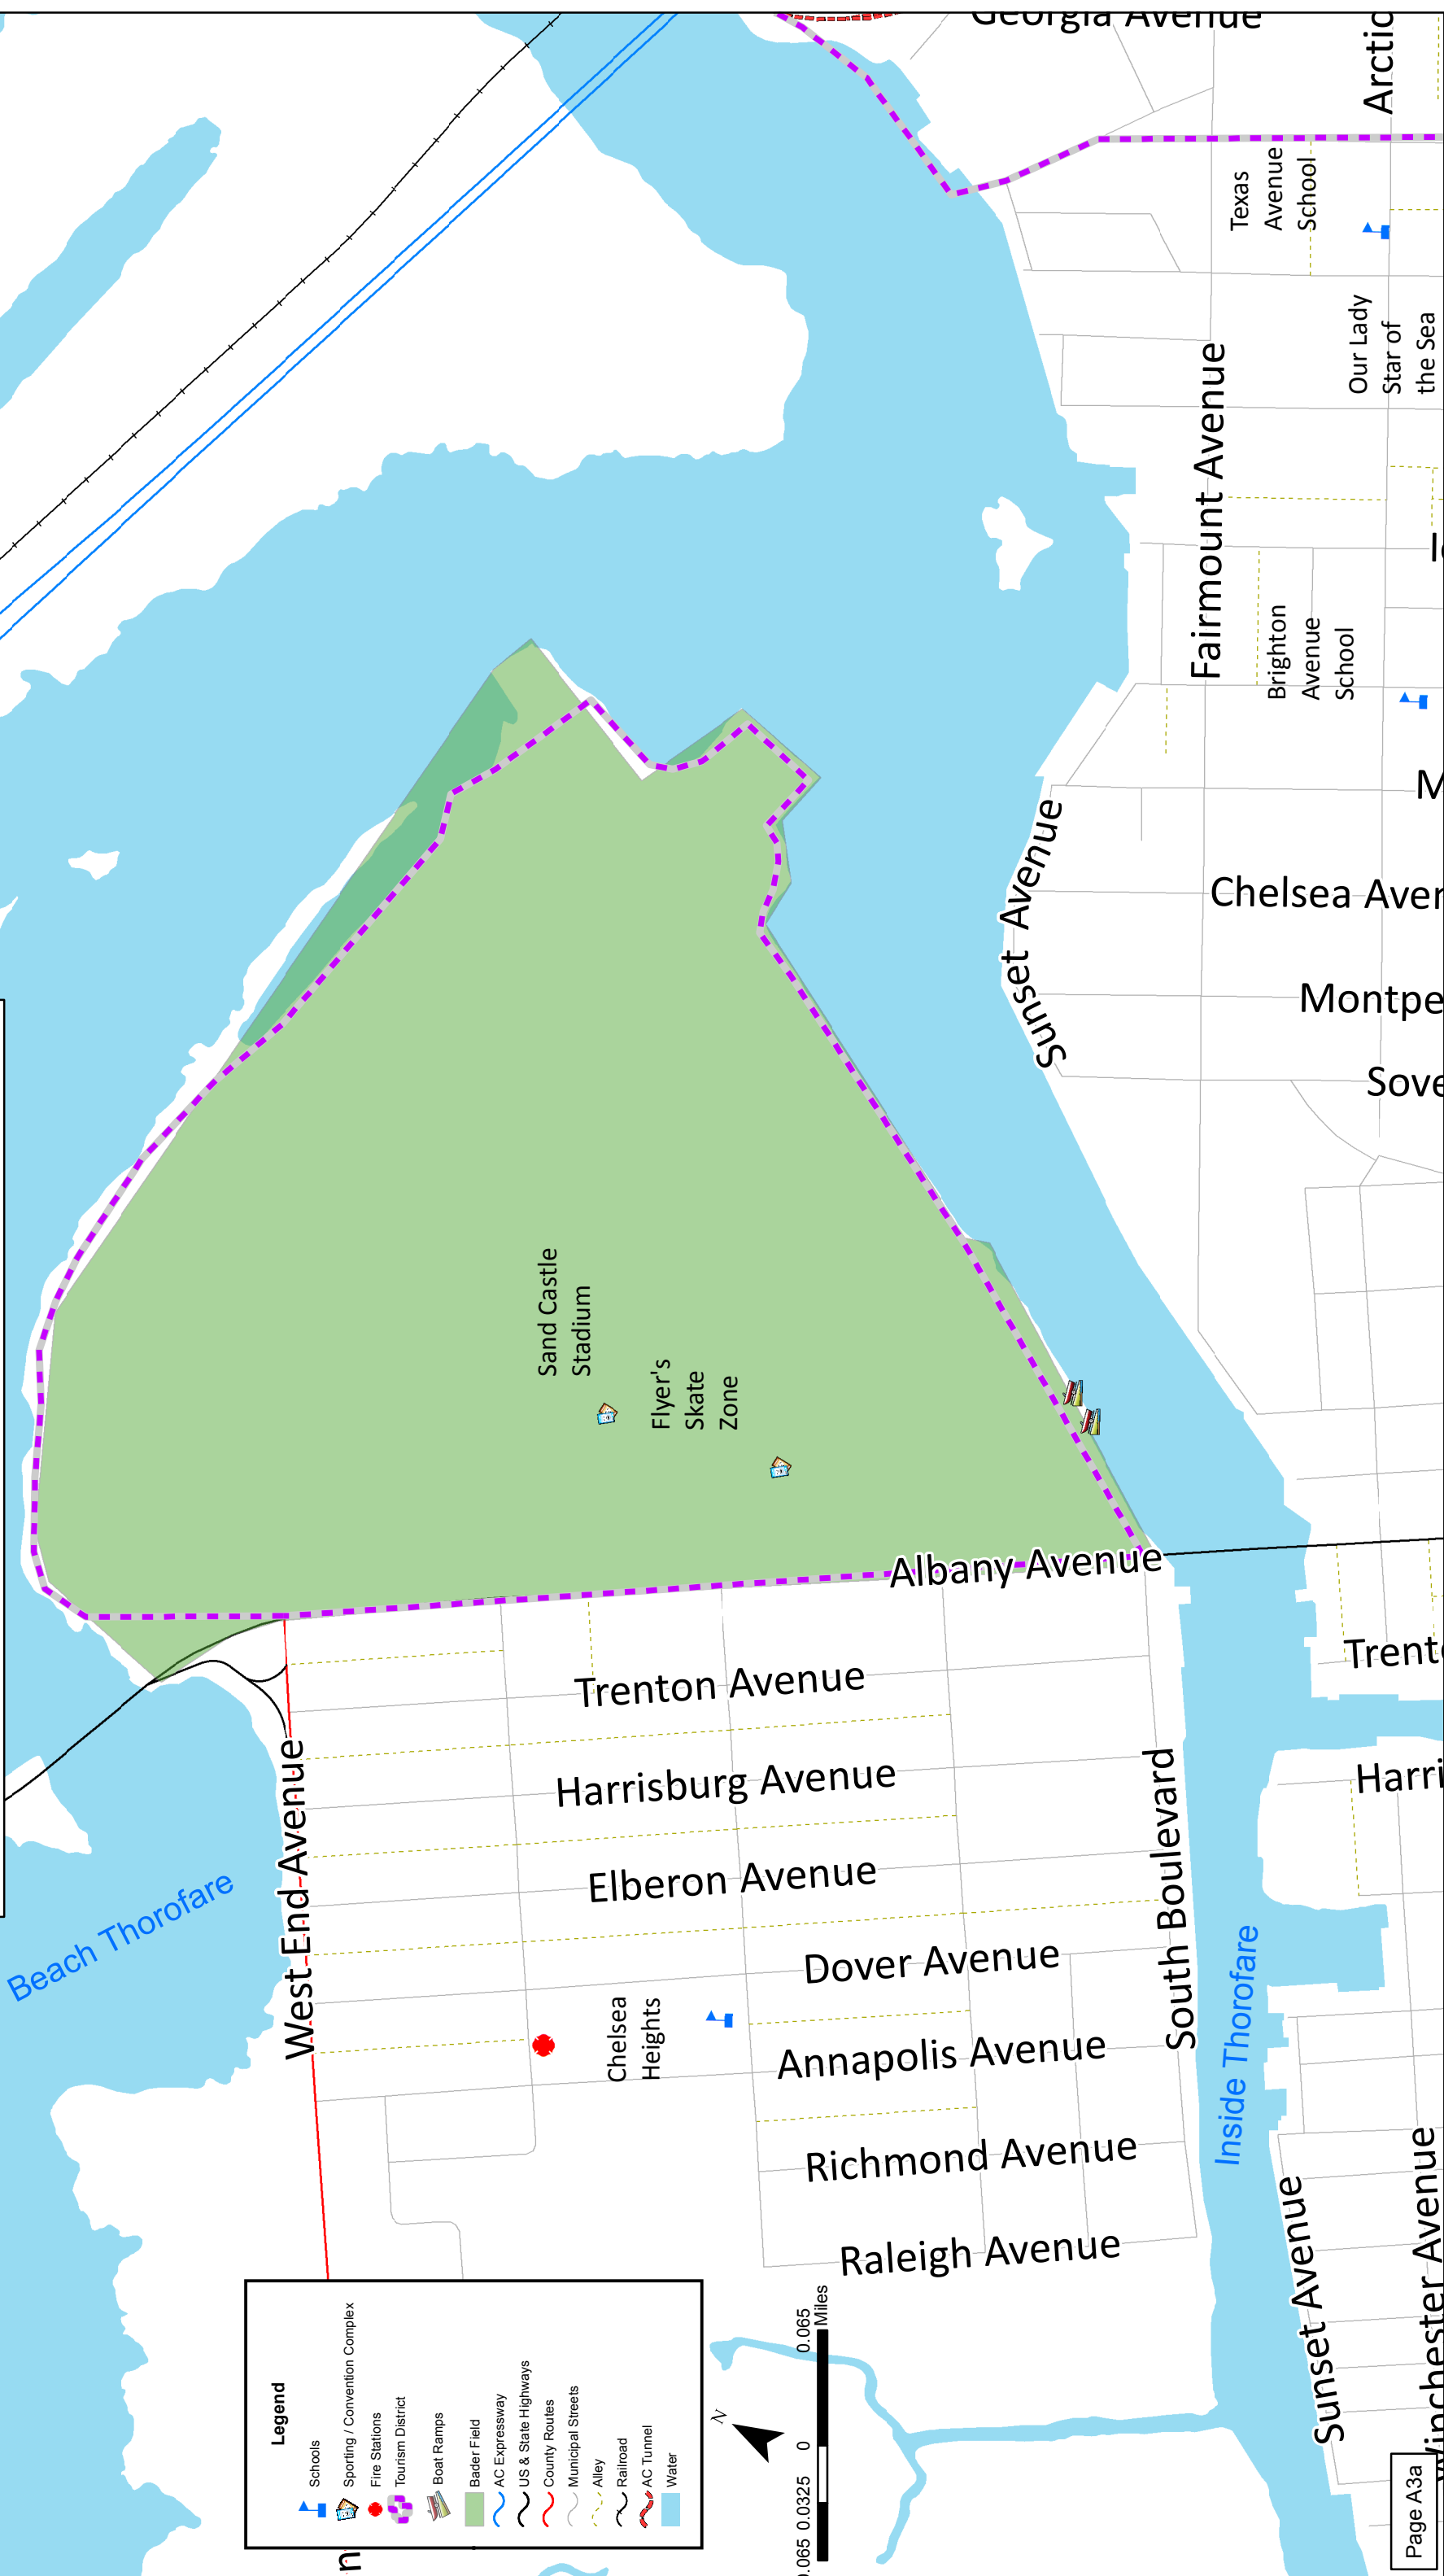 Georgia Avenue
Arctic
Texas
Avenue
School
Our Lady
Star of
the Sea
Fairmount Avenue
Brighton
Avenue
School
Sunset Avenue
Chelsea Aven
Montpe
Sove
Sand Castle
Stadium
Flyer's
Skate
Zone
Albany Avenue
Trenton Avenue
Trent
Harrisburg Avenue
Harri
Elberon Avenue
Dover Avenue
Annapolis Avenue
Richmond Avenue
Raleigh Avenue
West End Avenue
South Boulevard
Beach Thorofare
Inside Thorofare
Chelsea
Heights
Sunset Avenue
Winchester Avenue
Legend
Schools
Sporting / Convention Complex
Fire Stations
Tourism District
Boat Ramps
Bader Field
AC Expressway
US & State Highways
County Routes
Municipal Streets
Alley
Railroad
AC Tunnel
Water
N
0.065 0.0325 0 0.065
Miles
Page A3a